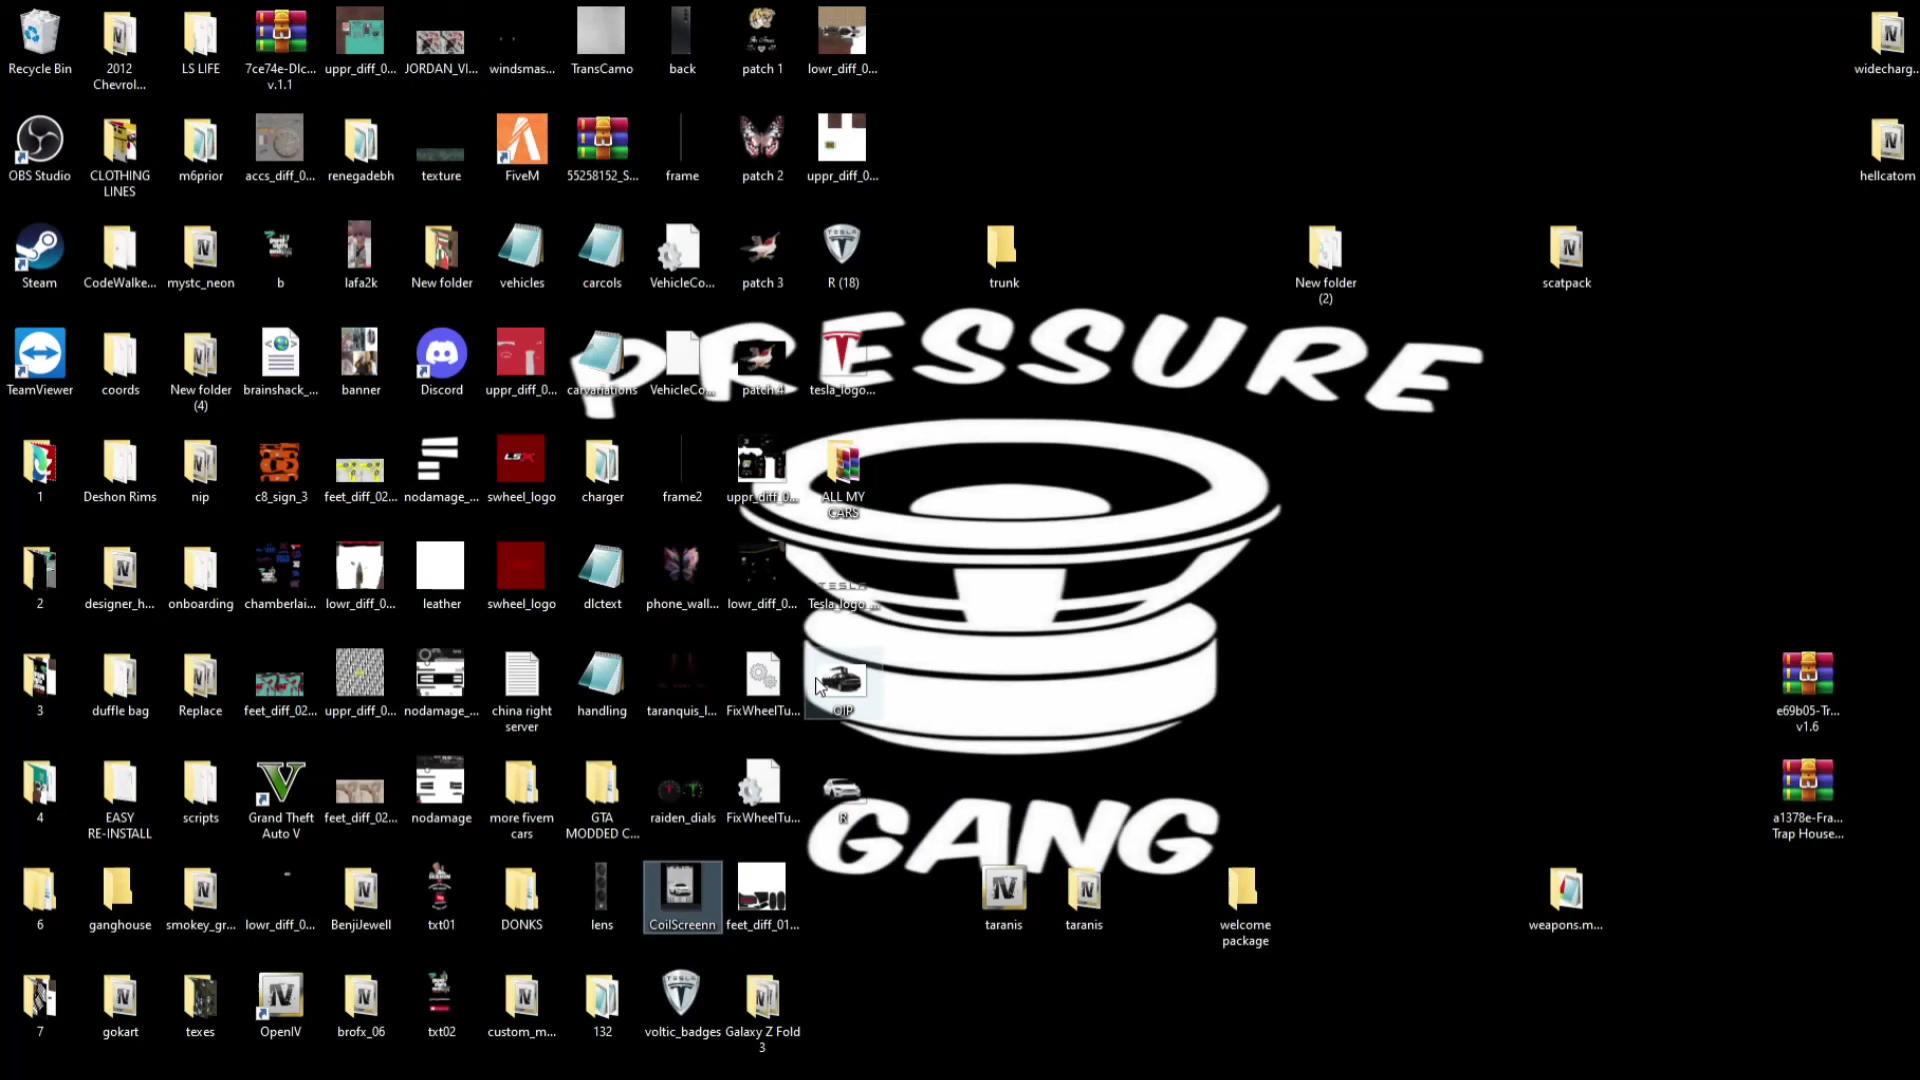 Recycle Bin
2012 Chevrol...
LS LIFE
7ce74e-Dlc... v.1.1
uppr_diff_0...
JORDAN_VI...
windsmas...
TransCamo
back
patch 1
lowr_diff_0...
widecharg...
OBS Studio
CLOTHING LINES
m6prior
accs_diff_0...
renegadebh
texture
FiveM
55258152_S...
frame
patch 2
uppr_diff_0...
hellcatom
Steam
CodeWalke...
mystc_neon
b
lafa2k
New folder
vehicles
carcols
VehicleCo...
patch 3
R (18)
trunk
New folder (2)
scatpack
PRESSURE
TeamViewer
coords
New folder (4)
brainshack_...
banner
Discord
uppr_diff_0...
carvariations
VehicleCo...
patch 4
tesla_logo...
1
Deshon Rims
nip
c8_sign_3
feet_diff_02...
nodamage_...
swheel_logo
charger
frame2
uppr_diff_0...
ALL MY CARS
2
designer_h...
onboarding
chamberlai...
lowr_diff_0...
leather
swheel_logo
dlctext
phone_wall...
lowr_diff_0...
TESLA
Tesla_logo_...
3
duffle bag
Replace
feet_diff_02...
uppr_diff_0...
nodamage_...
china right server
handling
taranquis_l...
FixWheelTu...
OIP
e69b05-Tr... v1.6
4
EASY RE-INSTALL
scripts
Grand Theft Auto V
feet_diff_02...
nodamage
more fivem cars
GTA MODDED C...
raiden_dials
FixWheelTu...
R
a1378e-Fra... Trap House...
GANG
6
ganghouse
smokey_gr...
lowr_diff_0...
BenjiJewell
txt01
DONKS
lens
CoilScreenn
feet_diff_01...
taranis
taranis
welcome package
weapons.m...
7
gokart
texes
OpenIV
brofx_06
txt02
custom_m...
132
voltic_badges
Galaxy Z Fold 3